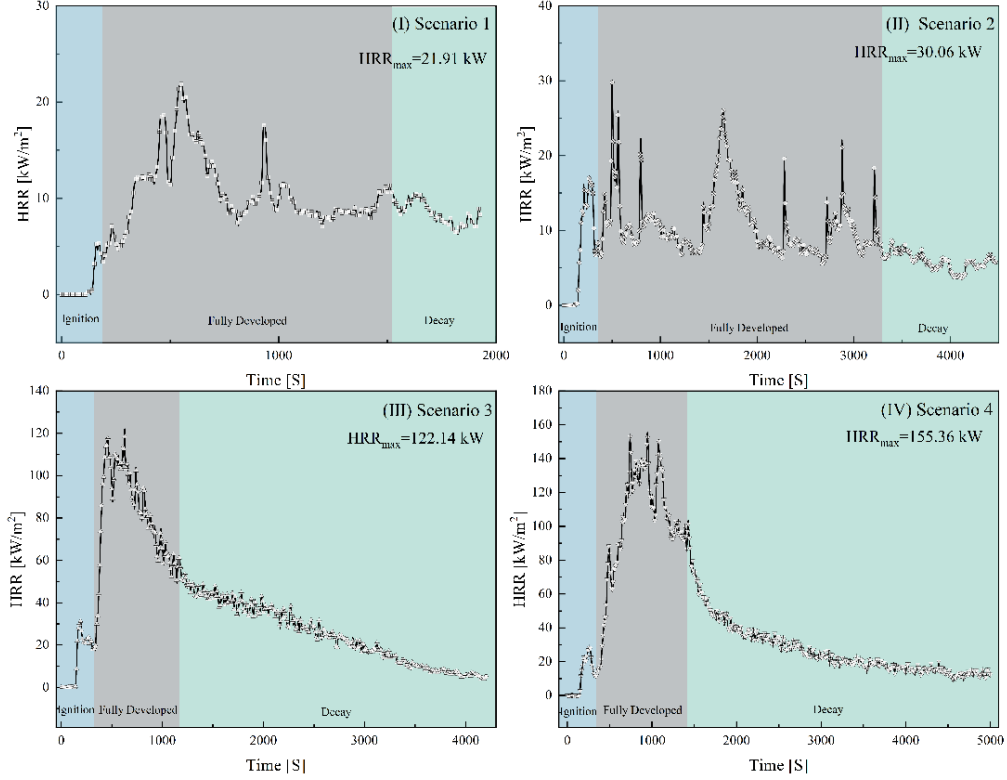 (I) Scenario 1
HRRmax=21.91 kW
HRR [kW/m²]
30
20
10
0
Ignition
Fully Developed
Decay
0
1000
2000
Time [S]
(II) Scenario 2
HRRmax=30.06 kW
HRR [kW/m²]
40
30
20
10
0
Ignition
Fully Developed
Decay
0
1000
2000
3000
4000
Time [S]
(III) Scenario 3
HRRmax=122.14 kW
HRR [kW/m²]
140
120
100
80
60
40
20
0
Ignition
Fully Developed
Decay
0
1000
2000
3000
4000
Time [S]
(IV) Scenario 4
HRRmax=155.36 kW
HRR [kW/m²]
180
160
140
120
100
80
60
40
20
0
Ignition
Fully Developed
Decay
0
1000
2000
3000
4000
5000
Time [S]